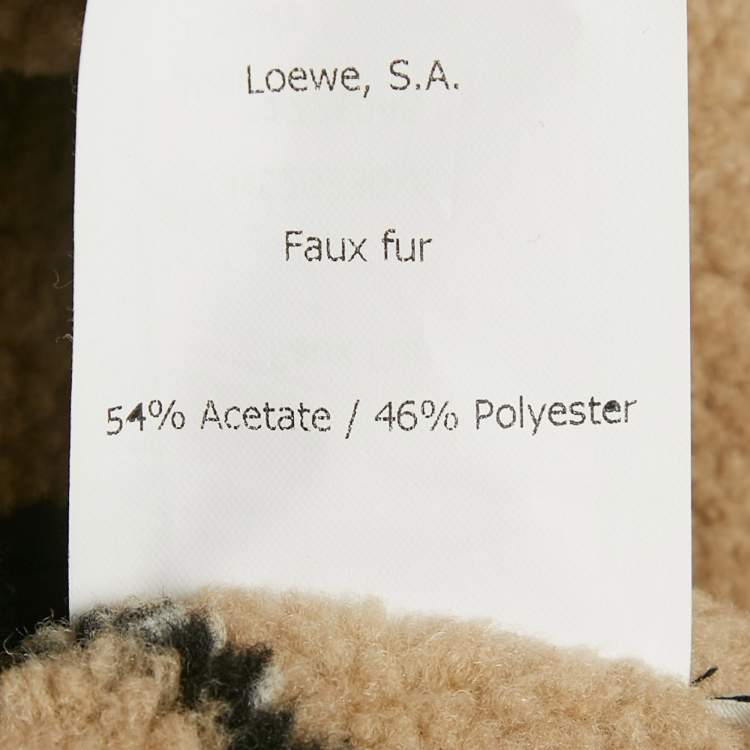 Loewe, S.A.
Faux fur
54% Acetate / 46% Polyester